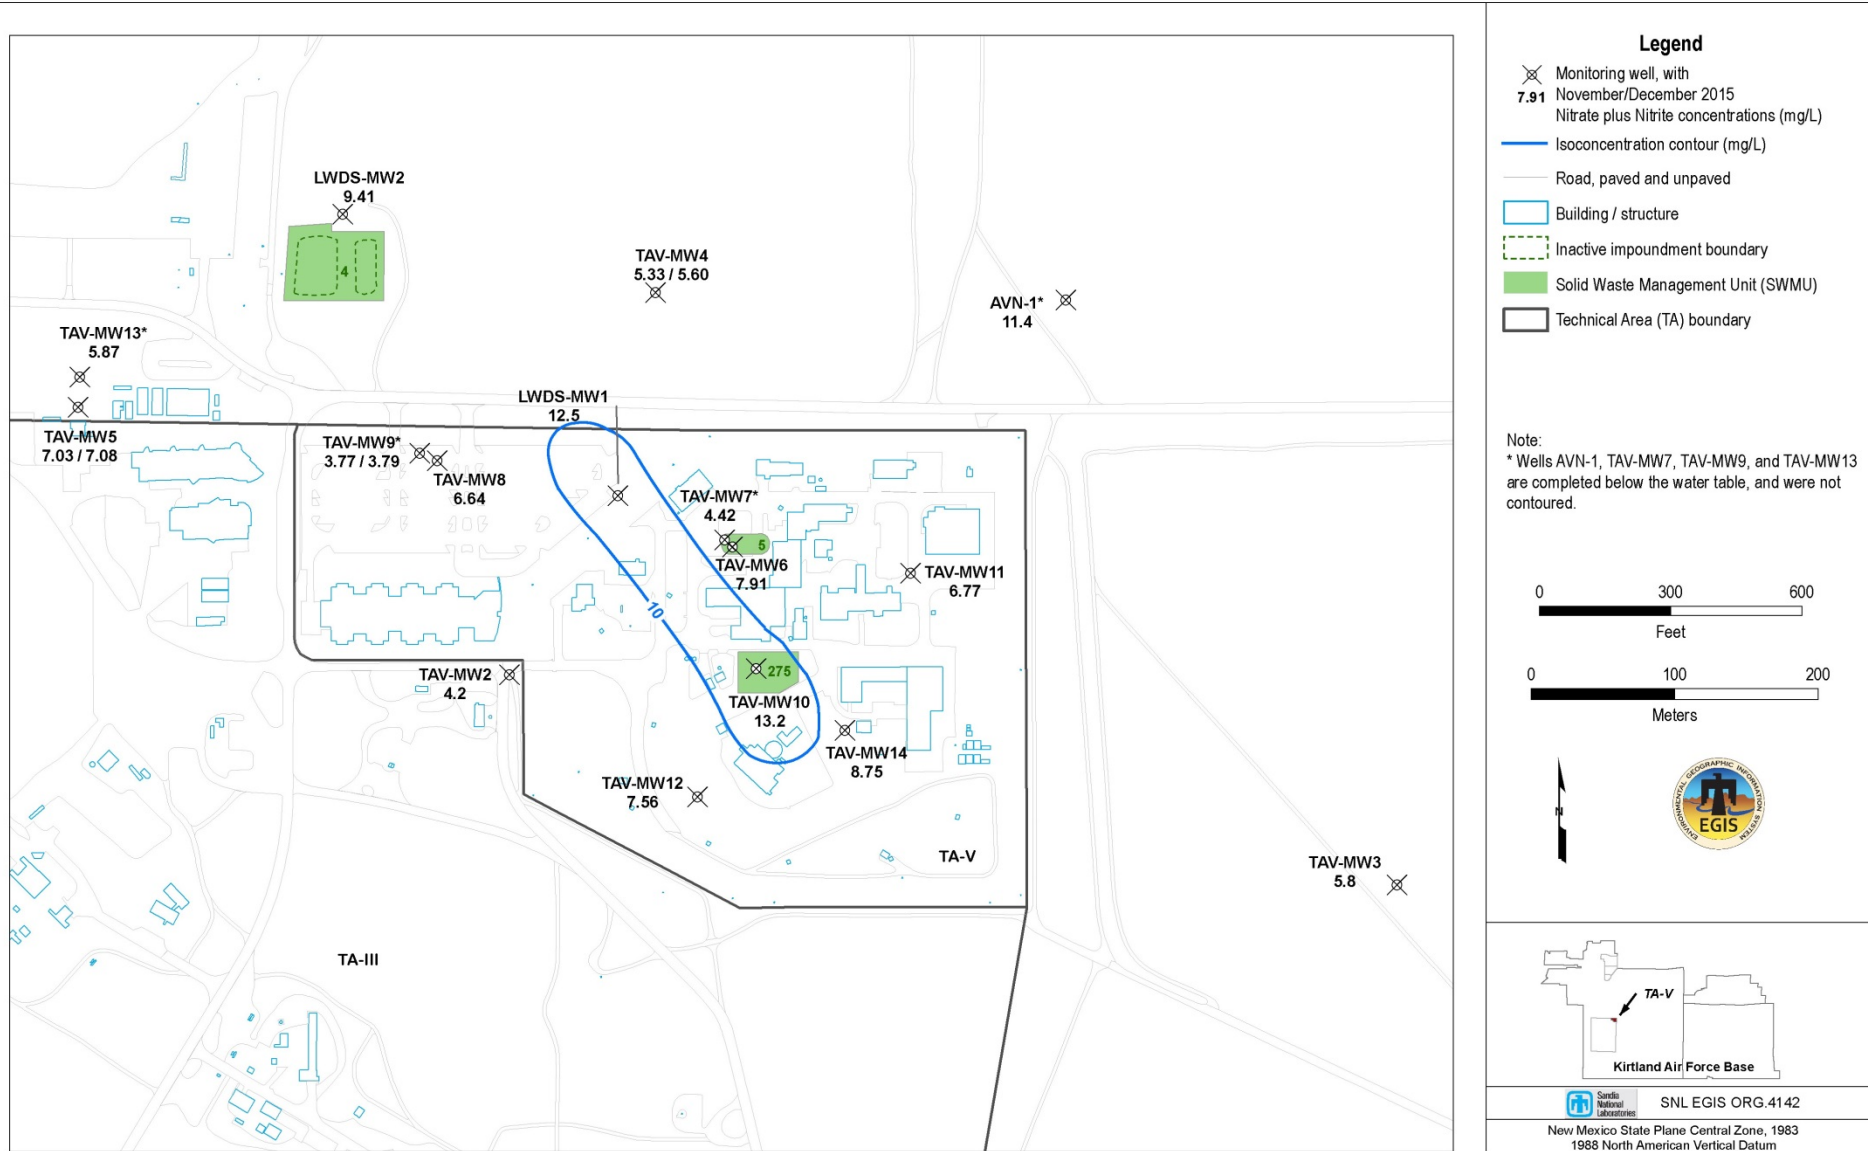 LWDS-MW2
9.41
4
TAV-MW4
5.33 / 5.60
AVN-1*
11.4
TAV-MW13*
5.87
TAV-MW5
7.03 / 7.08
LWDS-MW1
12.5
TAV-MW9*
3.77 / 3.79
TAV-MW8
6.64
TAV-MW7*
4.42
5
TAV-MW6
7.91
TAV-MW11
6.77
10
TAV-MW2
4.2
275
TAV-MW10
13.2
TAV-MW14
8.75
TAV-MW12
7.56
TA-V
TAV-MW3
5.8
TA-III
Legend
Monitoring well, with
7.91 November/December 2015
Nitrate plus Nitrite concentrations (mg/L)
Isoconcentration contour (mg/L)
Road, paved and unpaved
Building / structure
Inactive impoundment boundary
Solid Waste Management Unit (SWMU)
Technical Area (TA) boundary
Note:
* Wells AVN-1, TAV-MW7, TAV-MW9, and TAV-MW13
are completed below the water table, and were not
contoured.
0 300 600
Feet
0 100 200
Meters
N
ENVIRONMENTAL GEOGRAPHIC INFORMATION SYSTEM
EGIS
TA-V
Kirtland Air Force Base
Sandia
National
Laboratories
SNL EGIS ORG.4142
New Mexico State Plane Central Zone, 1983
1988 North American Vertical Datum